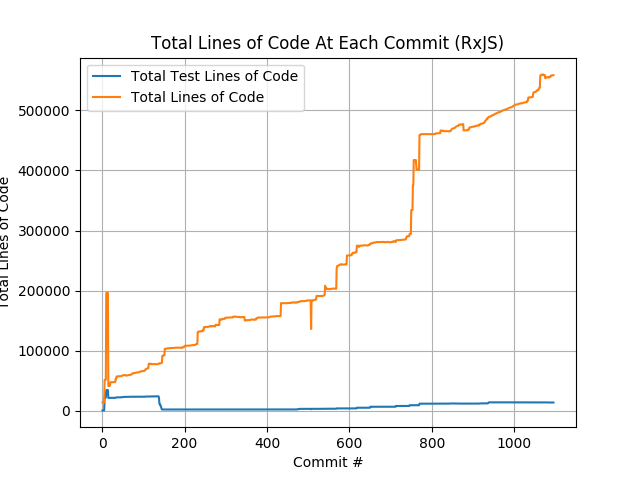 Total Lines of Code At Each Commit (RxJS)
Total Test Lines of Code
Total Lines of Code
500000
400000
300000
200000
100000
0
Total Lines of Code
0 200 400 600 800 1000
Commit #